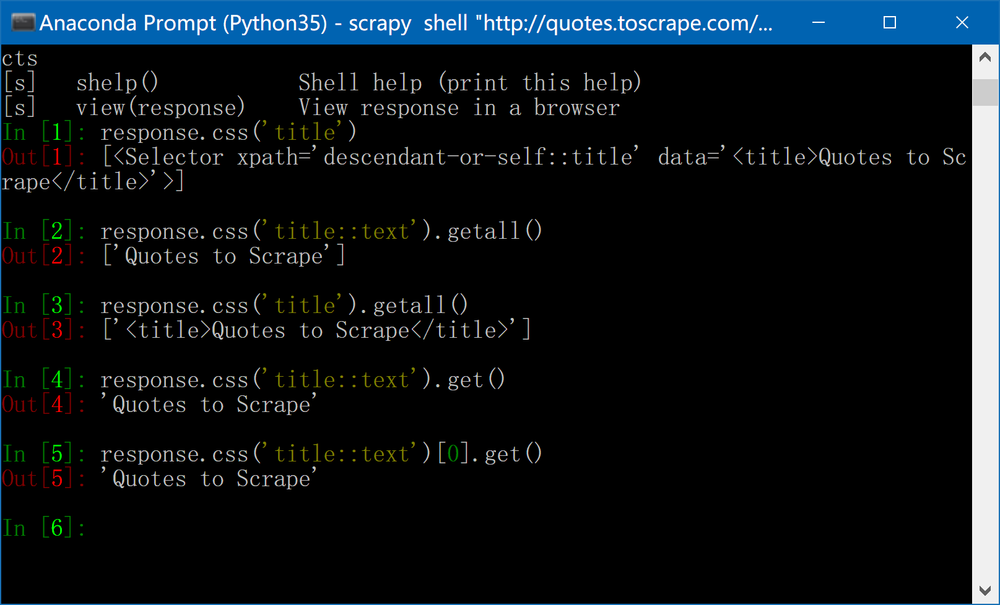 Anaconda Prompt (Python35) - scrapy  shell "http://quotes.toscrape.com/...
cts
[s]   shelp()           Shell help (print this help)
[s]   view(response)    View response in a browser
In [1]: response.css('title')
Out[1]: [<Selector xpath='descendant-or-self::title' data='<title>Quotes to Sc
rape</title>'>]
In [2]: response.css('title::text').getall()
Out[2]: ['Quotes to Scrape']
In [3]: response.css('title').getall()
Out[3]: ['<title>Quotes to Scrape</title>']
In [4]: response.css('title::text').get()
Out[4]: 'Quotes to Scrape'
In [5]: response.css('title::text')[0].get()
Out[5]: 'Quotes to Scrape'
In [6]: